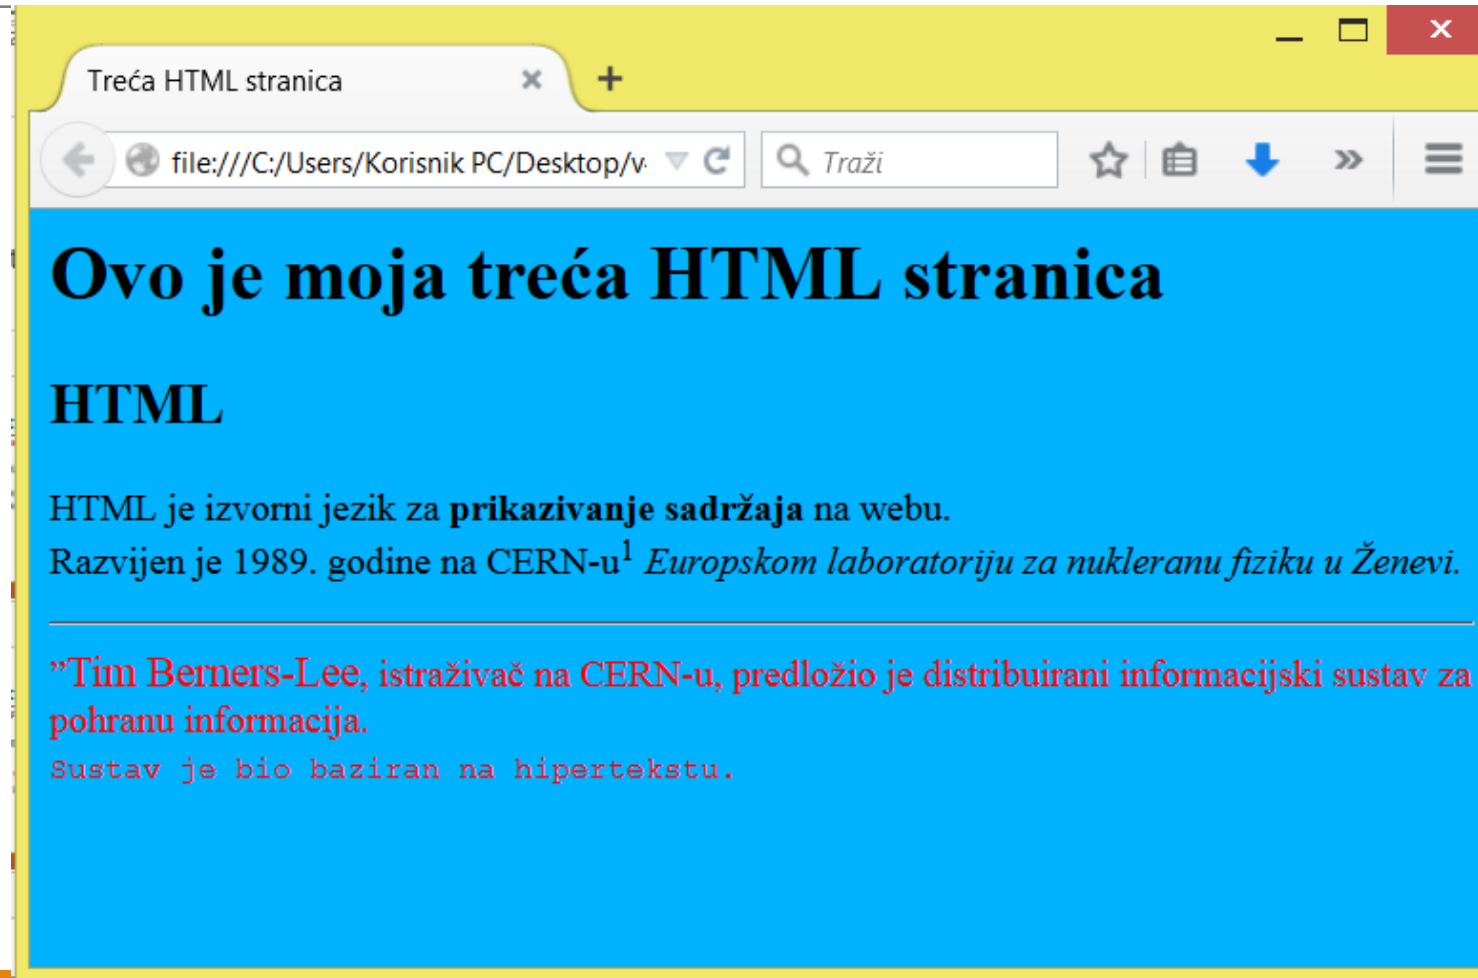 Treća HTML stranica
file:///C:/Users/Korisnik PC/Desktop/v
Traži
Ovo je moja treća HTML stranica
HTML
HTML je izvorni jezik za prikazivanje sadržaja na webu.
Razvijen je 1989. godine na CERN-u1 Europskom laboratoriju za nukleranu fiziku u Ženevi.
”Tim Berners-Lee, istraživač na CERN-u, predložio je distribuirani informacijski sustav za
pohranu informacija.
Sustav je bio baziran na hipertekstu.